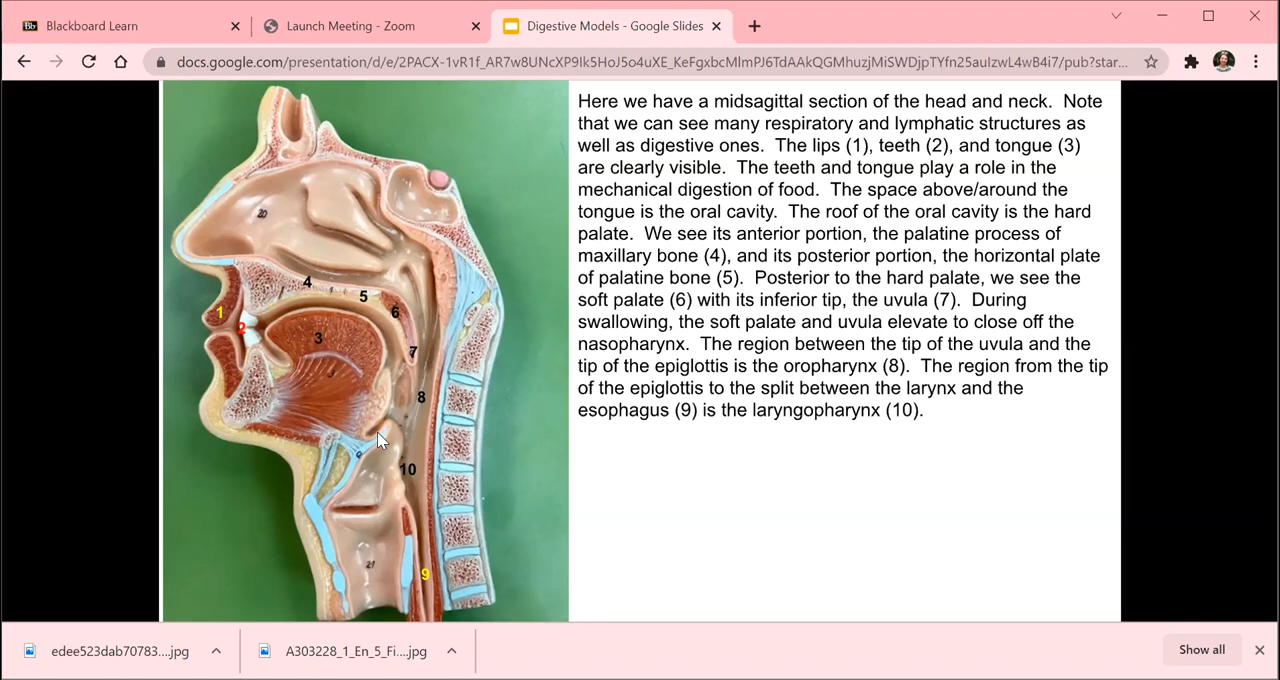 Blackboard Learn
Launch Meeting - Zoom
Digestive Models - Google Slides
docs.google.com/presentation/d/e/2PACX-1vR1f_AR7w8UNcXP9Ik5HoJ5o4uXE_KeFgxbcMlmPJ6TdAAkQGMhuzjMiSWDjpTYfn25auIzwL4wB4i7/pub?star...
Here we have a midsagittal section of the head and neck. Note
that we can see many respiratory and lymphatic structures as
well as digestive ones. The lips (1), teeth (2), and tongue (3)
are clearly visible. The teeth and tongue play a role in the
mechanical digestion of food. The space above/around the
tongue is the oral cavity. The roof of the oral cavity is the hard
palate. We see its anterior portion, the palatine process of
maxillary bone (4), and its posterior portion, the horizontal plate
of palatine bone (5). Posterior to the hard palate, we see the
soft palate (6) with its inferior tip, the uvula (7). During
swallowing, the soft palate and uvula elevate to close off the
nasopharynx. The region between the tip of the uvula and the
tip of the epiglottis is the oropharynx (8). The region from the tip
of the epiglottis to the split between the larynx and the
esophagus (9) is the laryngopharynx (10).
20
4
5
1
6
2
3
7
8
10
21
9
edee523dab70783....jpg
A303228_1_En_5_Fi....jpg
Show all